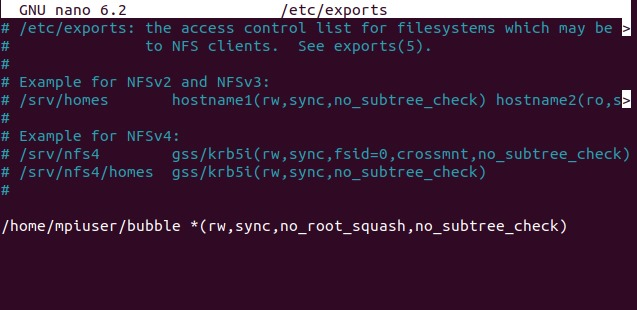 GNU nano 6.2 /etc/exports
# /etc/exports: the access control list for filesystems which may be >
# to NFS clients. See exports(5).
#
# Example for NFSv2 and NFSv3:
# /srv/homes hostname1(rw,sync,no_subtree_check) hostname2(ro,s>
#
# Example for NFSv4:
# /srv/nfs4 gss/krb5i(rw,sync,fsid=0,crossmnt,no_subtree_check)
# /srv/nfs4/homes gss/krb5i(rw,sync,no_subtree_check)
#
/home/mpiuser/bubble *(rw,sync,no_root_squash,no_subtree_check)